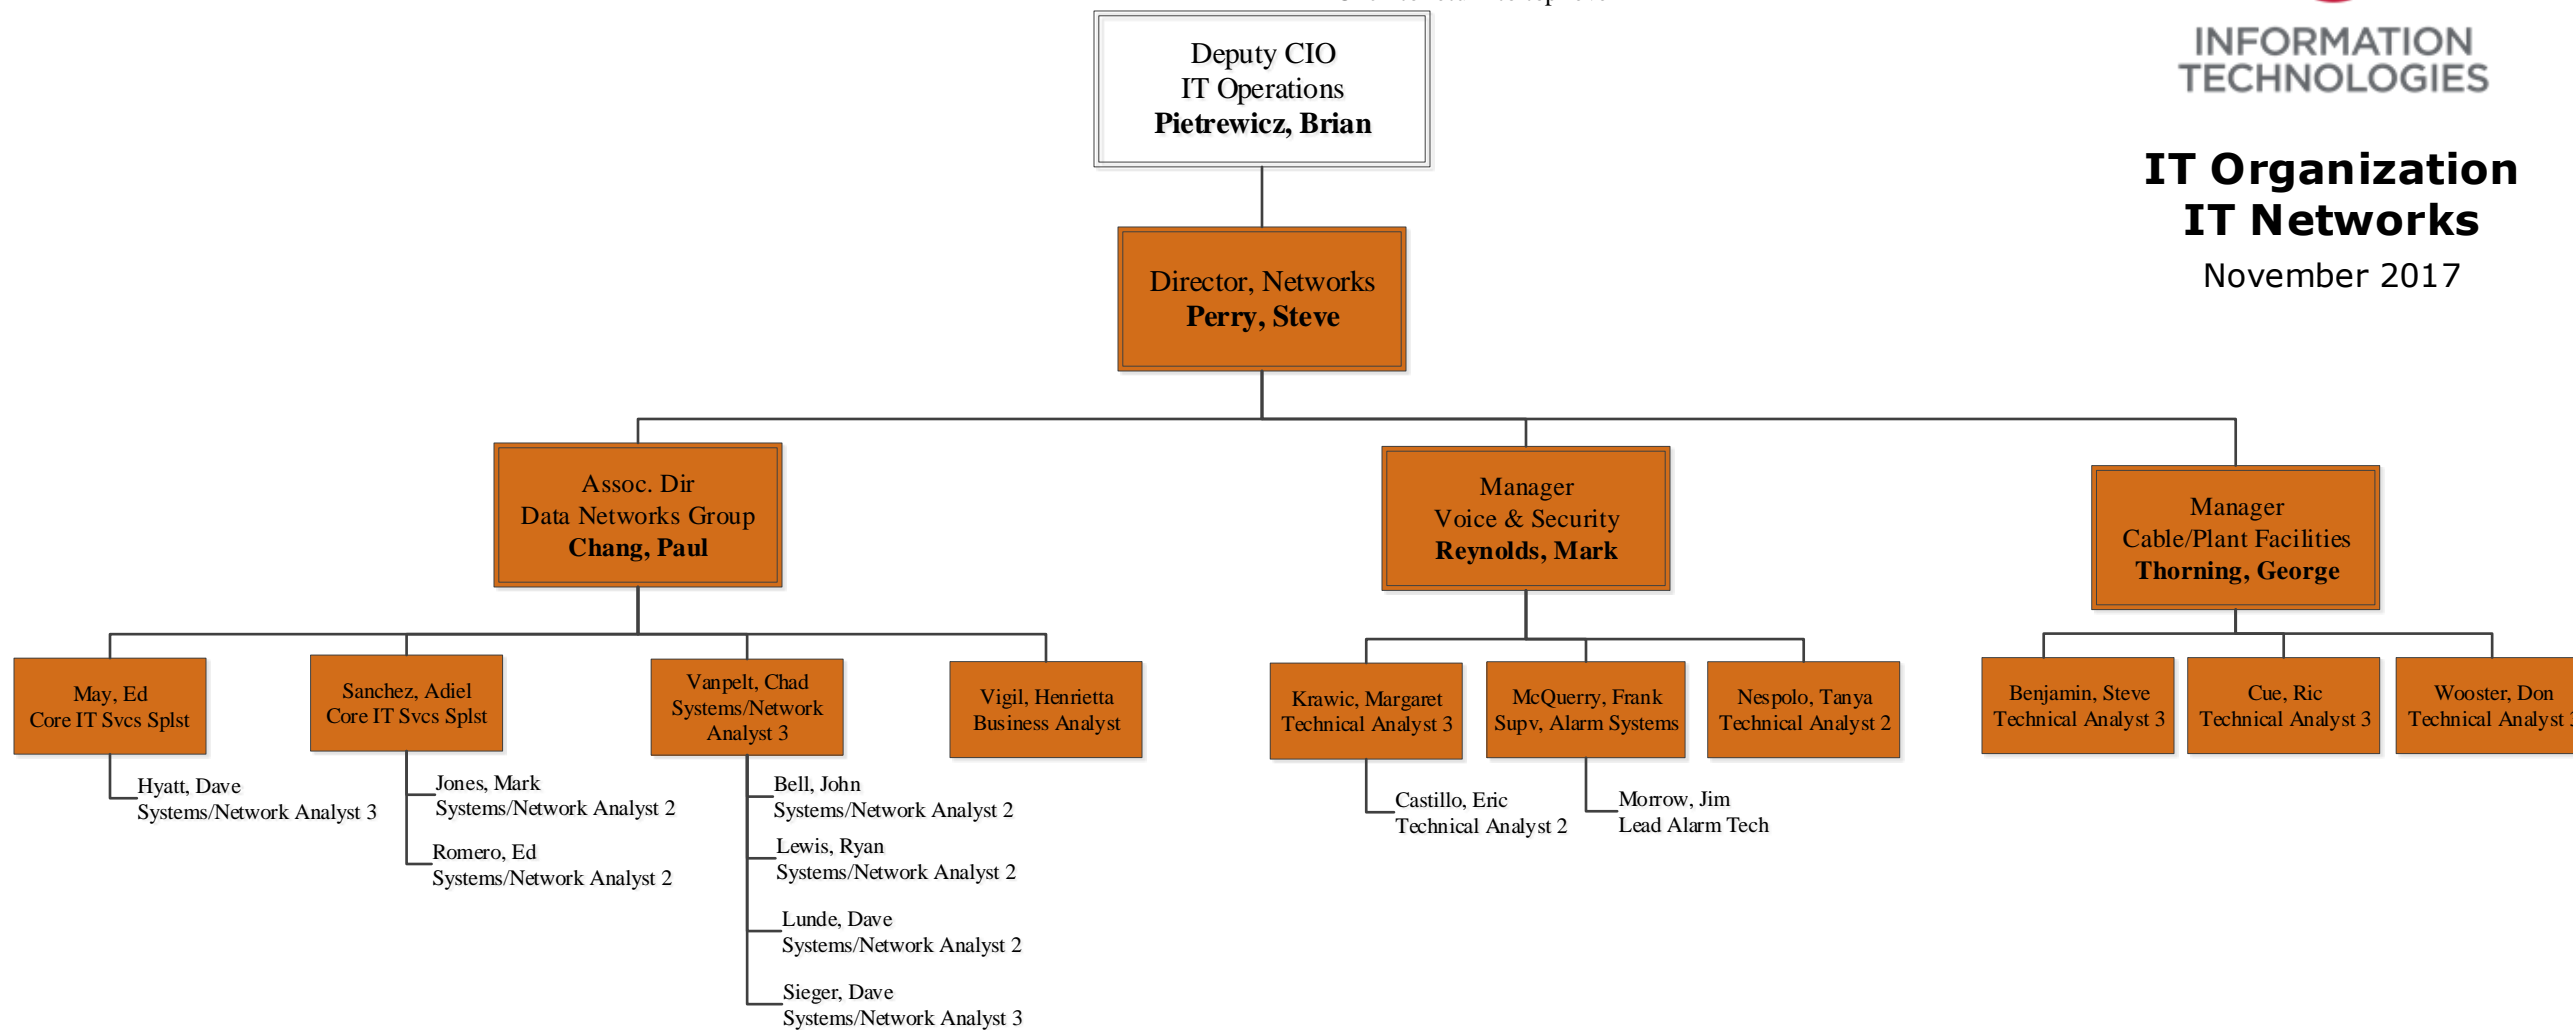 Deputy CIO
IT Operations
Pietrewicz, Brian
INFORMATION
TECHNOLOGIES
IT Organization
IT Networks
November 2017
Director, Networks
Perry, Steve
Assoc. Dir
Data Networks Group
Chang, Paul
Manager
Voice & Security
Reynolds, Mark
Manager
Cable/Plant Facilities
Thorning, George
May, Ed
Core IT Svcs Splst
Hyatt, Dave
Systems/Network Analyst 3
Sanchez, Adiel
Core IT Svcs Splst
Jones, Mark
Systems/Network Analyst 2
Romero, Ed
Systems/Network Analyst 2
Vanpelt, Chad
Systems/Network
Analyst 3
Bell, John
Systems/Network Analyst 2
Lewis, Ryan
Systems/Network Analyst 2
Lunde, Dave
Systems/Network Analyst 2
Sieger, Dave
Systems/Network Analyst 3
Vigil, Henrietta
Business Analyst
Krawic, Margaret
Technical Analyst 3
Castillo, Eric
Technical Analyst 2
McQuerry, Frank
Supv, Alarm Systems
Morrow, Jim
Lead Alarm Tech
Nespolo, Tanya
Technical Analyst 2
Benjamin, Steve
Technical Analyst 3
Cue, Ric
Technical Analyst 3
Wooster, Don
Technical Analyst 3